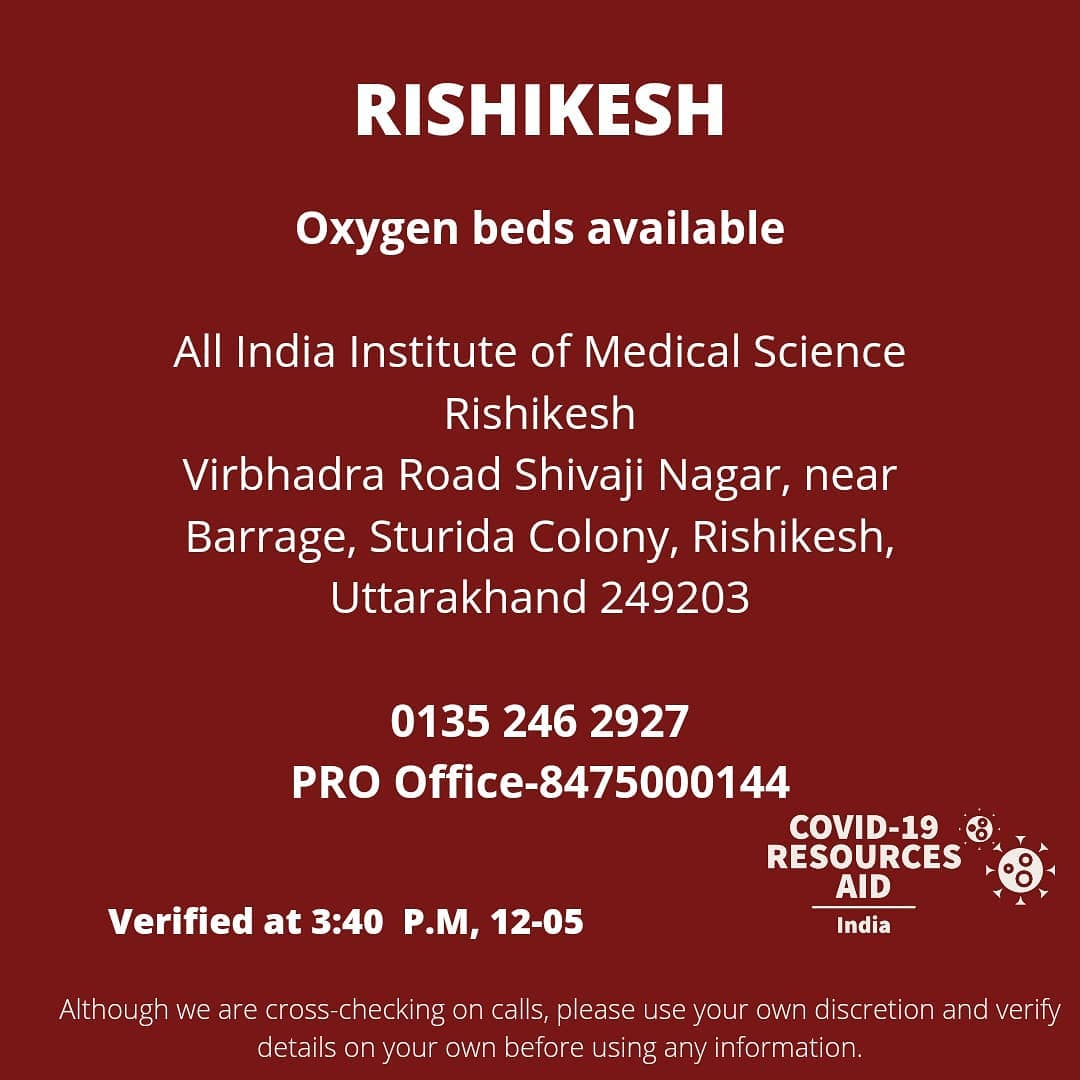 RISHIKESH
Oxygen beds available
All India Institute of Medical Science
Rishikesh
Virbhadra Road Shivaji Nagar, near
Barrage, Sturida Colony, Rishikesh,
Uttarakhand 249203
0135 246 2927
PRO Office-8475000144
COVID-19
RESOURCES
AID
India
Verified at 3:40  P.M, 12-05
Although we are cross-checking on calls, please use your own discretion and verify
details on your own before using any information.